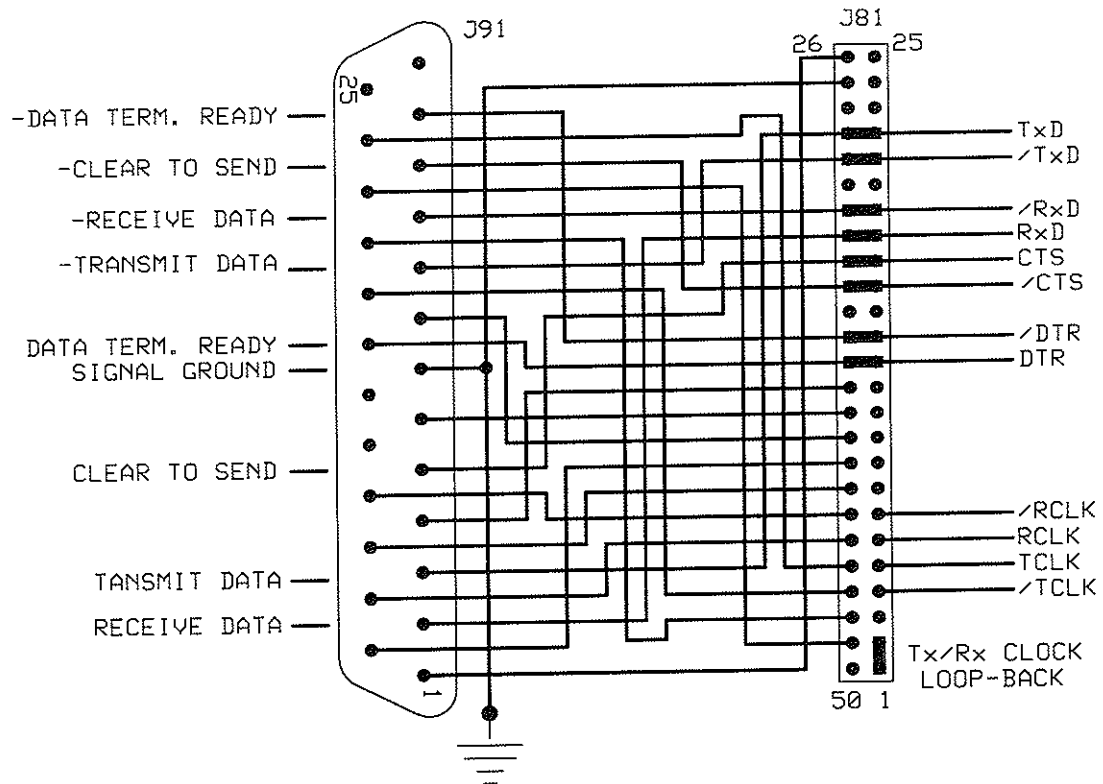 J91
J81
26 25
25
-DATA TERM. READY
-CLEAR TO SEND
-RECEIVE DATA
-TRANSMIT DATA
DATA TERM. READY
SIGNAL GROUND
CLEAR TO SEND
TANSMIT DATA
RECEIVE DATA
1
TxD
/TxD
/RxD
RxD
CTS
/CTS
/DTR
DTR
/RCLK
RCLK
TCLK
/TCLK
Tx/Rx CLOCK
LOOP-BACK
50 1